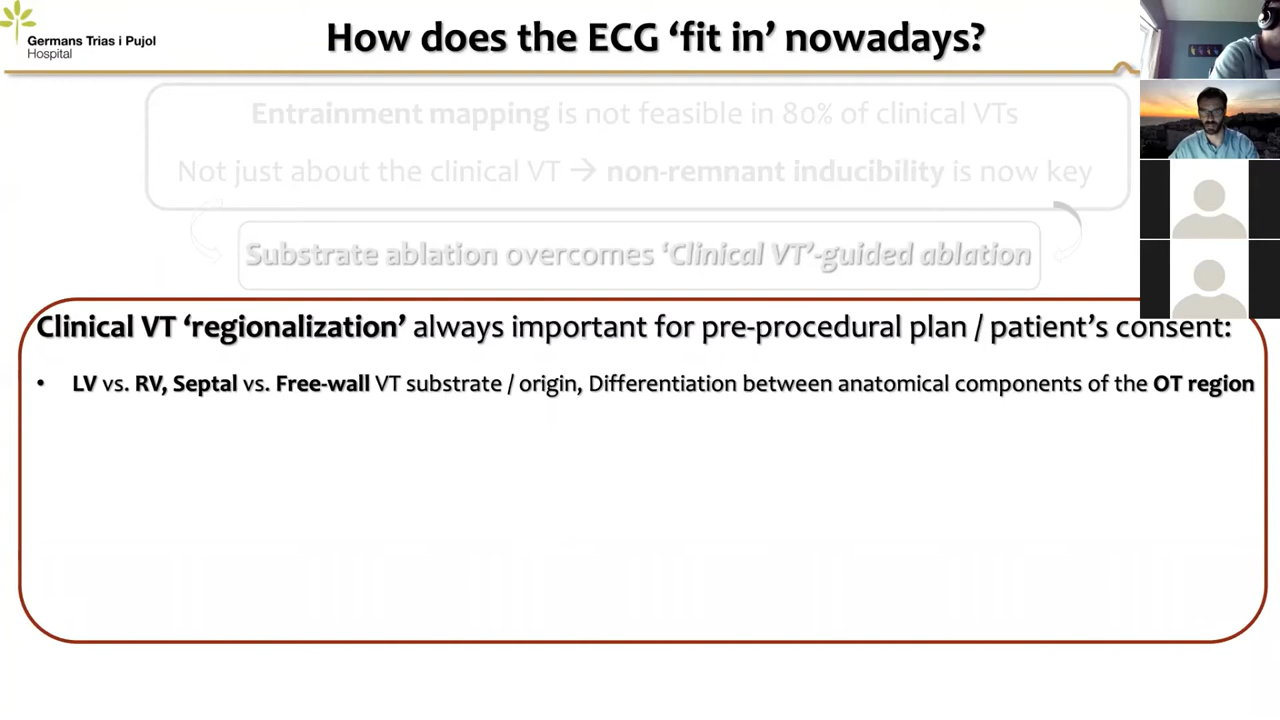 Germans Trias i Pujol
Hospital
How does the ECG ‘fit in’ nowadays?
Entrainment mapping is not feasible in 80% of clinical VTs
Not just about the clinical VT → non-remnant inducibility is now key
Substrate ablation overcomes ‘Clinical VT’-guided ablation
Clinical VT ‘regionalization’ always important for pre-procedural plan / patient’s consent:
• LV vs. RV, Septal vs. Free-wall VT substrate / origin, Differentiation between anatomical components of the OT region